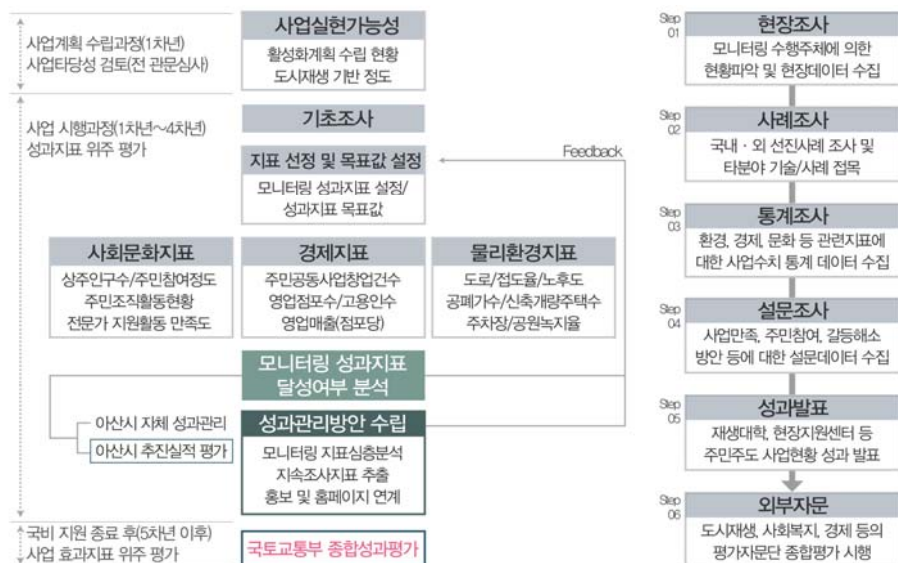 사업계획 수립과정(1차년)
사업타당성 검토(전 관문심사)
사업실현가능성
활성화계획 수립 현황
도시재생 기반 정도
사업 시행과정(1차년~4차년)
성과지표 위주 평가
기초조사
지표 선정 및 목표값 설정
모니터링 성과지표 설정/
성과지표 목표값
Feedback
사회문화지표
상주인구수/주민참여정도
주민조직활동현황
전문가 지원활동 만족도
경제지표
주민공동사업창업건수
영업점포수/고용인수
영업매출(점포당)
물리환경지표
도로/접도율/노후도
공폐가수/신축개량주택수
주차장/공원녹지율
모니터링 성과지표
달성여부 분석
아산시 자체 성과관리
아산시 추진실적 평가
성과관리방안 수립
모니터링 지표심층분석
지속조사지표 추출
홍보 및 홈페이지 연계
국비 지원 종료 후(5차년 이후)
사업 효과지표 위주 평가
국토교통부 종합성과평가
Step
01
현장조사
모니터링 수행주체에 의한
현황파악 및 현장데이터 수집
Step
02
사례조사
국내 · 외 선진사례 조사 및
타분야 기술/사례 접목
Step
03
통계조사
환경, 경제, 문화 등 관련지표에
대한 사업수치 통계 데이터 수집
Step
04
설문조사
사업만족, 주민참여, 갈등해소
방안 등에 대한 설문데이터 수집
Step
05
성과발표
재생대학, 현장지원센터 등
주민주도 사업현황 성과 발표
Step
06
외부자문
도시재생, 사회복지, 경제 등의
평가자문단 종합평가 시행